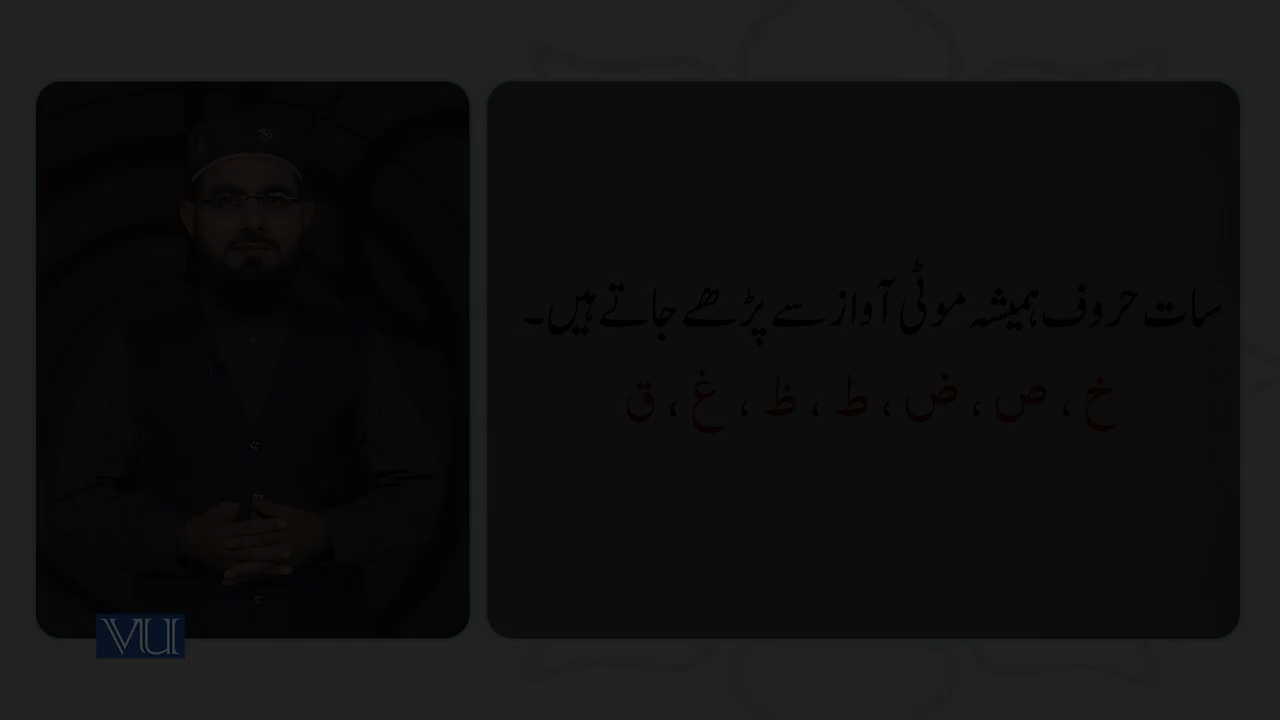 سات حروف ہمیشہ موٹی آواز سے پڑھے جاتے ہیں۔
خ ، ص ، ض ، ط ، ظ ، غ ، ق
VU